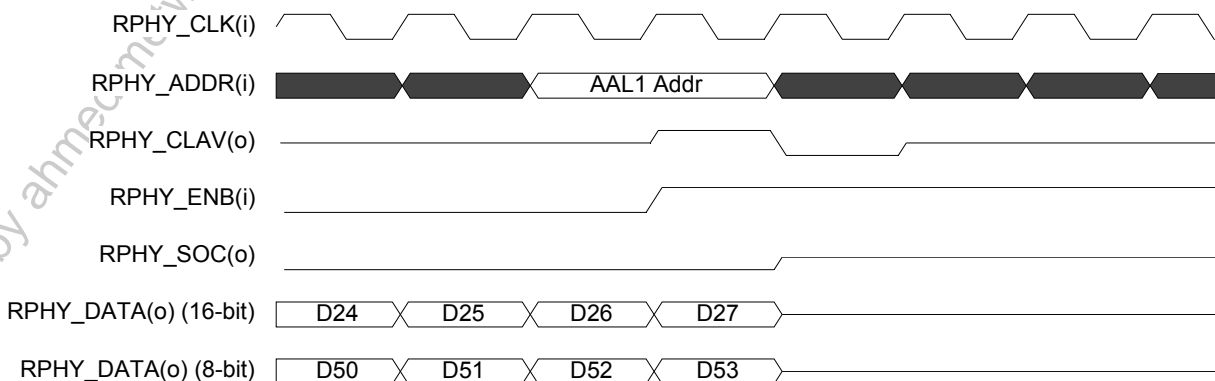 RPHY_CLK(i)
RPHY_ADDR(i) AAL1 Addr
RPHY_CLAV(o)
RPHY_ENB(i)
RPHY_SOC(o)
RPHY_DATA(o) (16-bit) D24 D25 D26 D27
RPHY_DATA(o) (8-bit) D50 D51 D52 D53
by